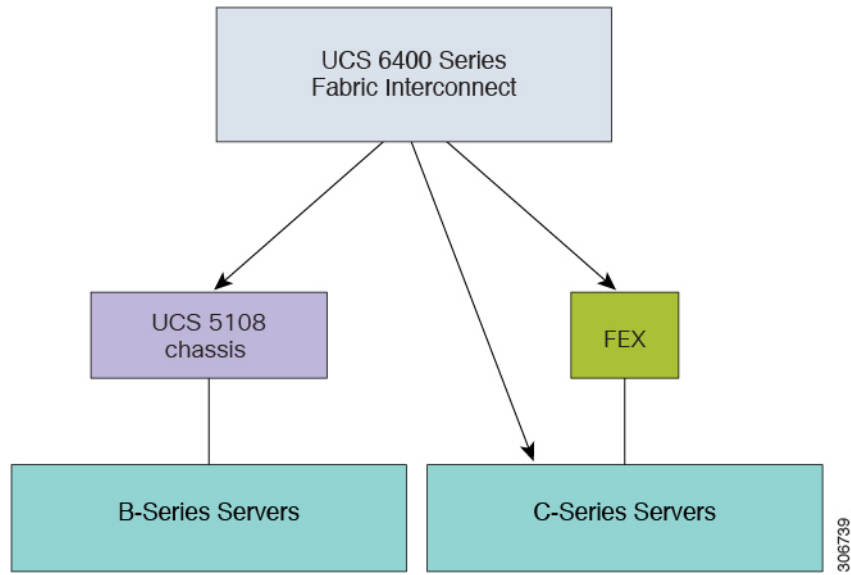 UCS 6400 Series
Fabric Interconnect
UCS 5108
chassis
FEX
B-Series Servers
C-Series Servers
306739